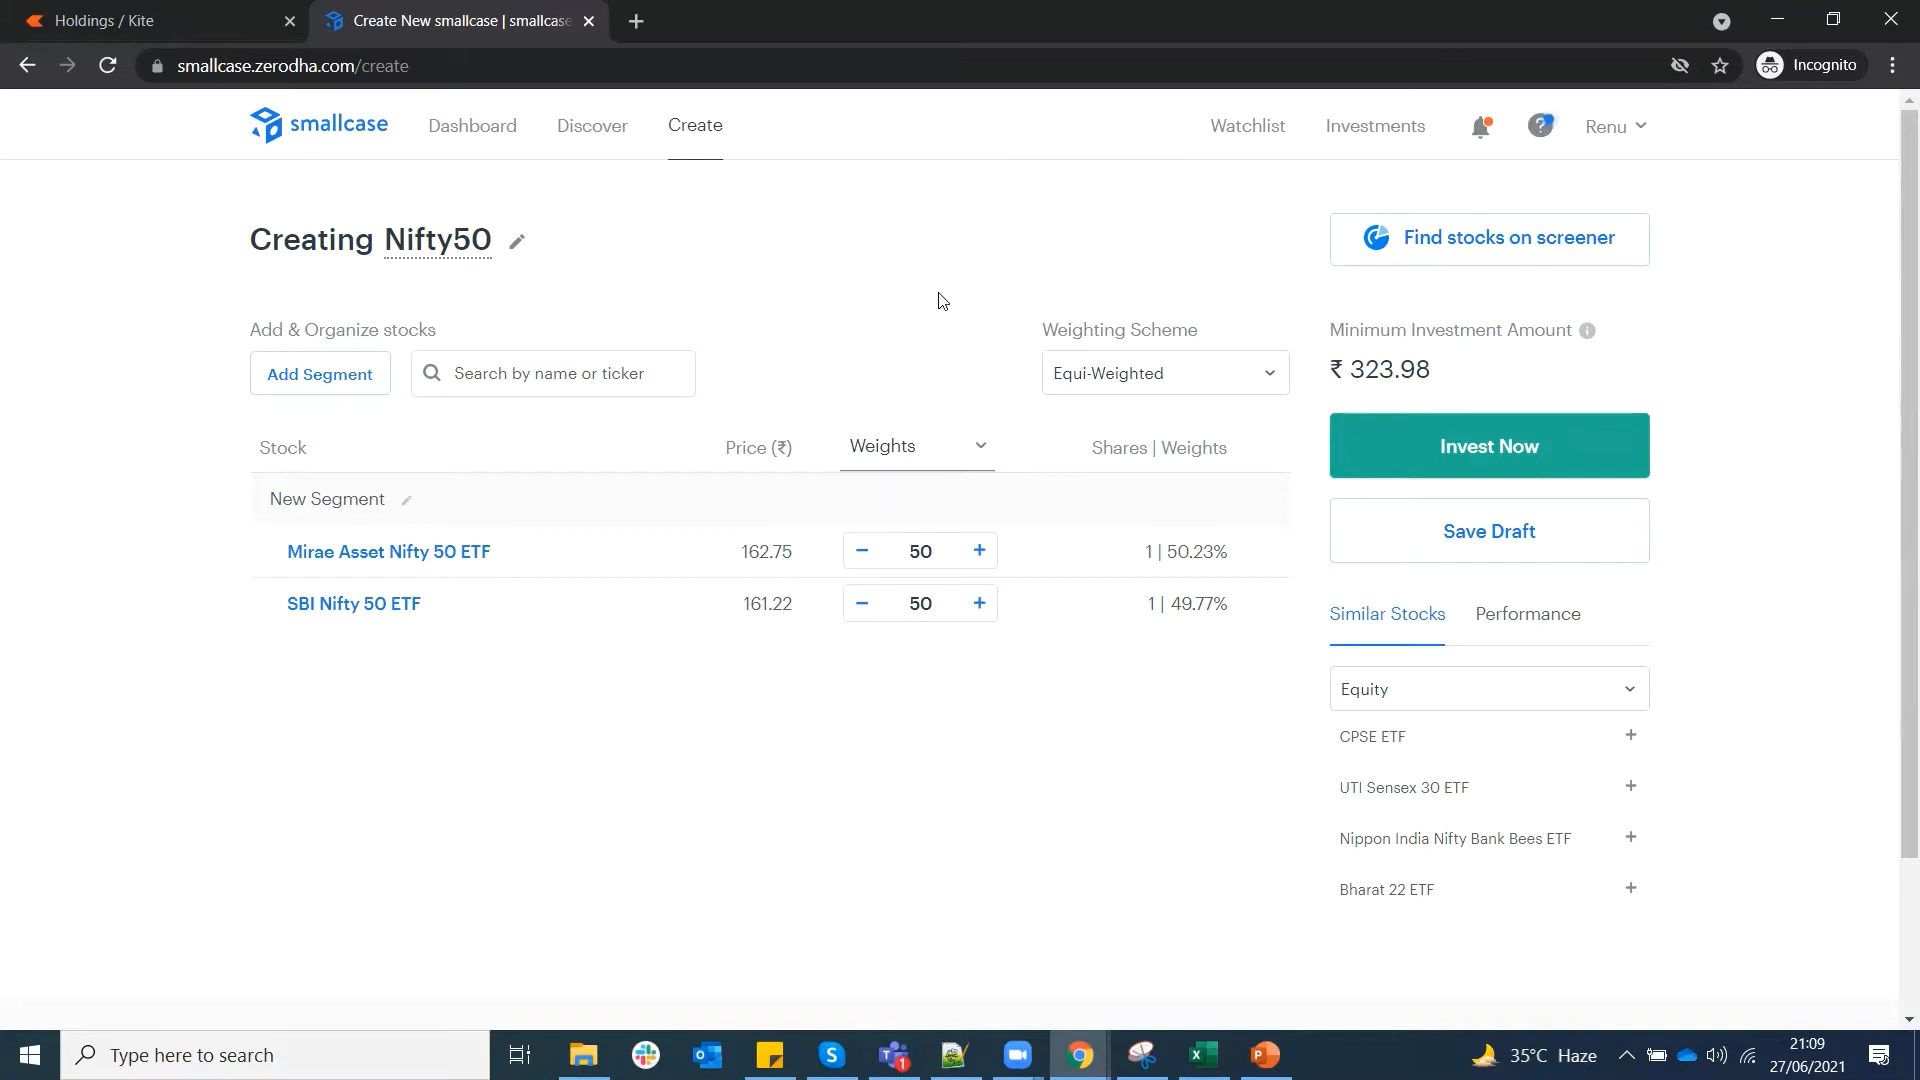 Holdings / Kite
Create New smallcase | smallcase
smallcase.zerodha.com/create
Incognito
smallcase
Dashboard
Discover
Create
Watchlist
Investments
Renu
Creating Nifty50
Find stocks on screener
Add & Organize stocks
Weighting Scheme
Minimum Investment Amount
Add Segment
Search by name or ticker
Equi-Weighted
₹ 323.98
Stock
Price (₹)
Weights
Shares | Weights
Invest Now
New Segment
Mirae Asset Nifty 50 ETF
162.75
50
1 | 50.23%
Save Draft
SBI Nifty 50 ETF
161.22
50
1 | 49.77%
Similar Stocks
Performance
Equity
CPSE ETF
UTI Sensex 30 ETF
Nippon India Nifty Bank Bees ETF
Bharat 22 ETF
Type here to search
35°C Haze
21:09
27/06/2021